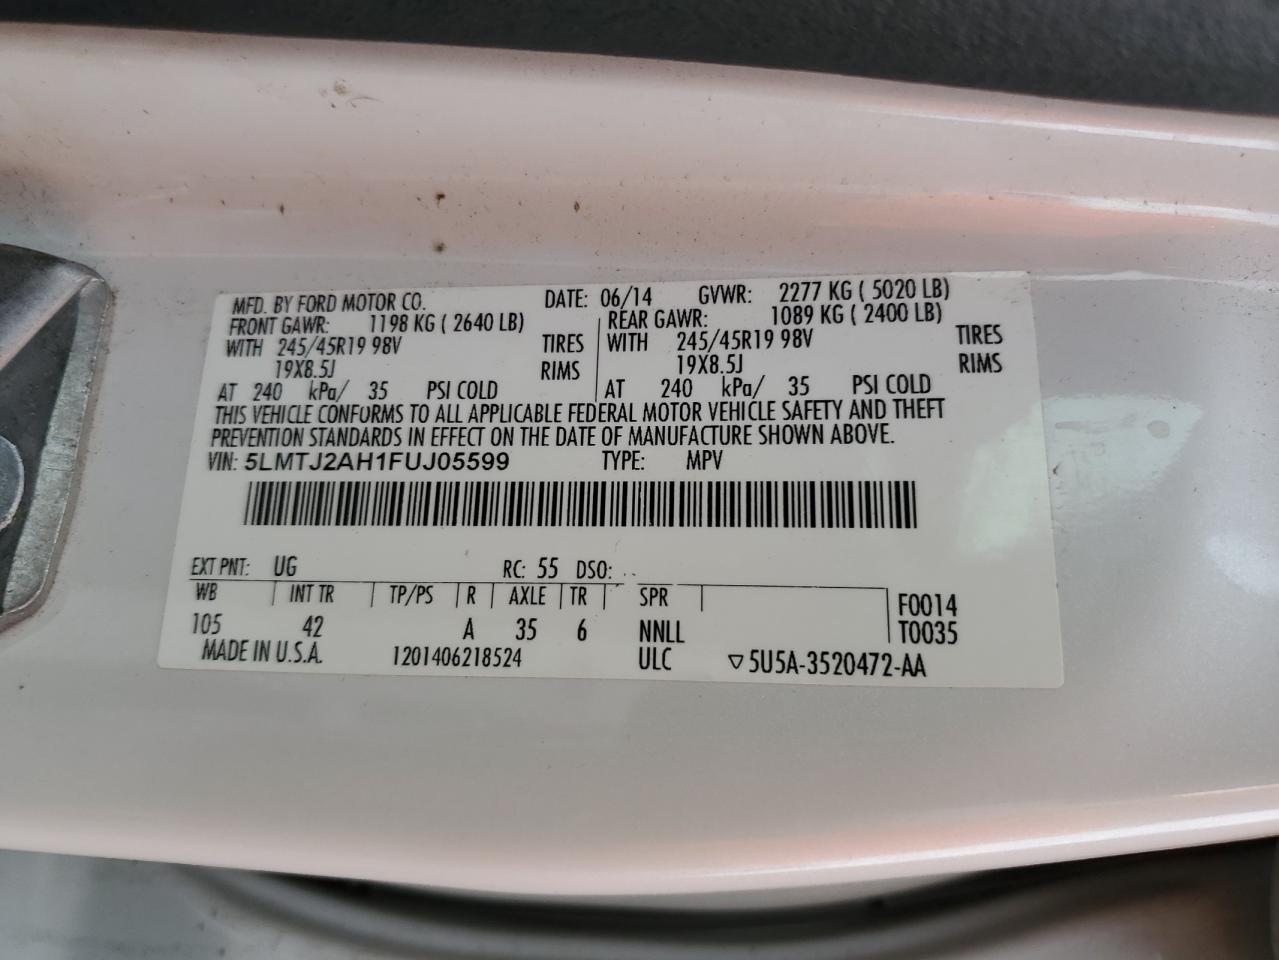 MFD. BY FORD MOTOR CO. DATE: 06/14 GVWR: 2277 KG ( 5020 LB)
FRONT GAWR: 1198 KG ( 2640 LB) REAR GAWR: 1089 KG ( 2400 LB)
WITH 245/45R19 98V TIRES WITH 245/45R19 98V TIRES
19X8.5J RIMS 19X8.5J RIMS
AT 240 kPa/ 35 PSI COLD AT 240 kPa/ 35 PSI COLD
THIS VEHICLE CONFORMS TO ALL APPLICABLE FEDERAL MOTOR VEHICLE SAFETY AND THEFT
PREVENTION STANDARDS IN EFFECT ON THE DATE OF MANUFACTURE SHOWN ABOVE.
VIN: 5LMTJ2AH1FUJ05599 TYPE: MPV
EXT PNT: UG RC: 55 DSO:
WB INT TR TP/PS R AXLE TR SPR F0014
105 42 A 35 6 NNLL T0035
MADE IN U.S.A. 1201406218524 ULC ▽5U5A-3520472-AA